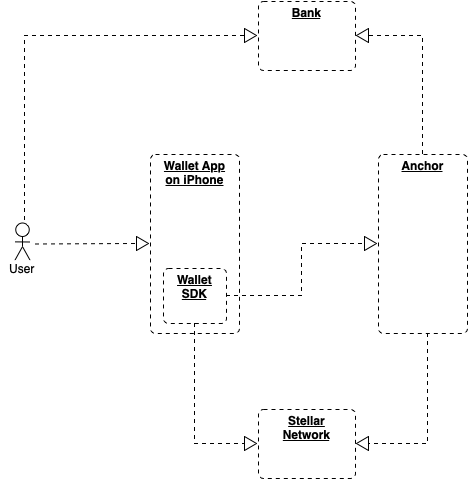 Bank
Wallet App
on iPhone
Anchor
User
Wallet
SDK
Stellar
Network